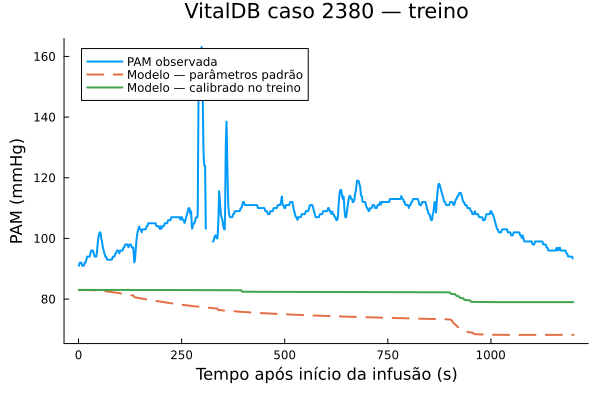 VitalDB caso 2380 — treino
PAM observada
Modelo — parâmetros padrão
Modelo — calibrado no treino
PAM (mmHg)
160
140
120
100
80
0
250
500
750
1000
Tempo após início da infusão (s)